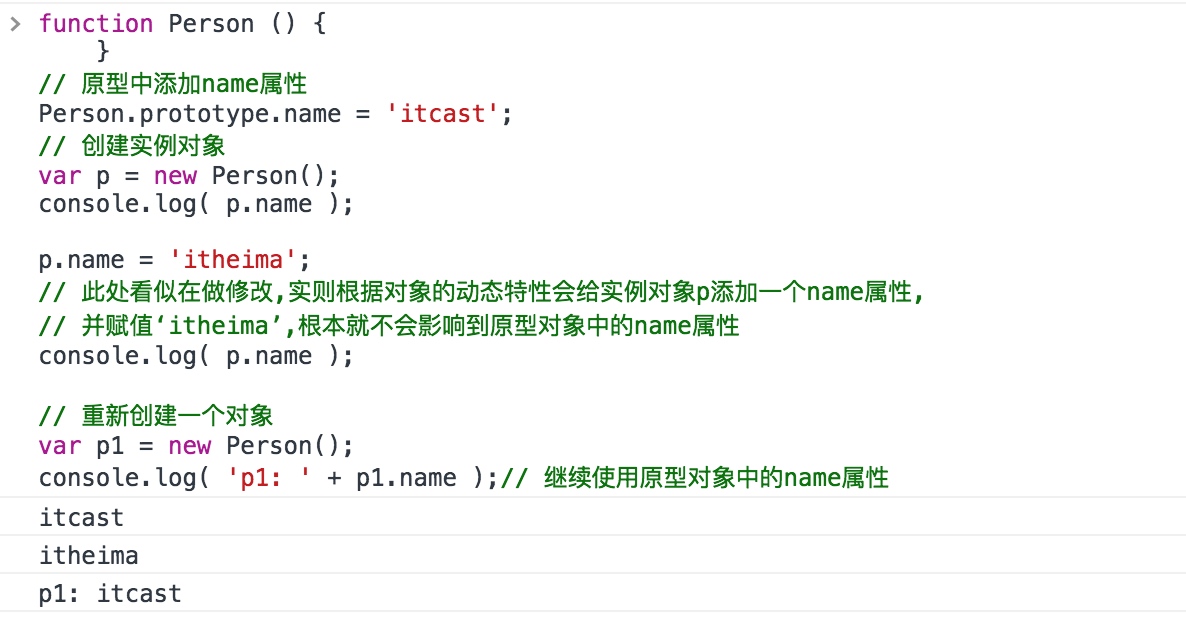 > function Person () {
    }
// 原型中添加name属性
Person.prototype.name = 'itcast';
// 创建实例对象
var p = new Person();
console.log( p.name );
p.name = 'itheima';
// 此处看似在做修改,实则根据对象的动态特性会给实例对象p添加一个name属性,
// 并赋值‘itheima’,根本就不会影响到原型对象中的name属性
console.log( p.name );
// 重新创建一个对象
var p1 = new Person();
console.log( 'p1: ' + p1.name );// 继续使用原型对象中的name属性
itcast
itheima
p1: itcast